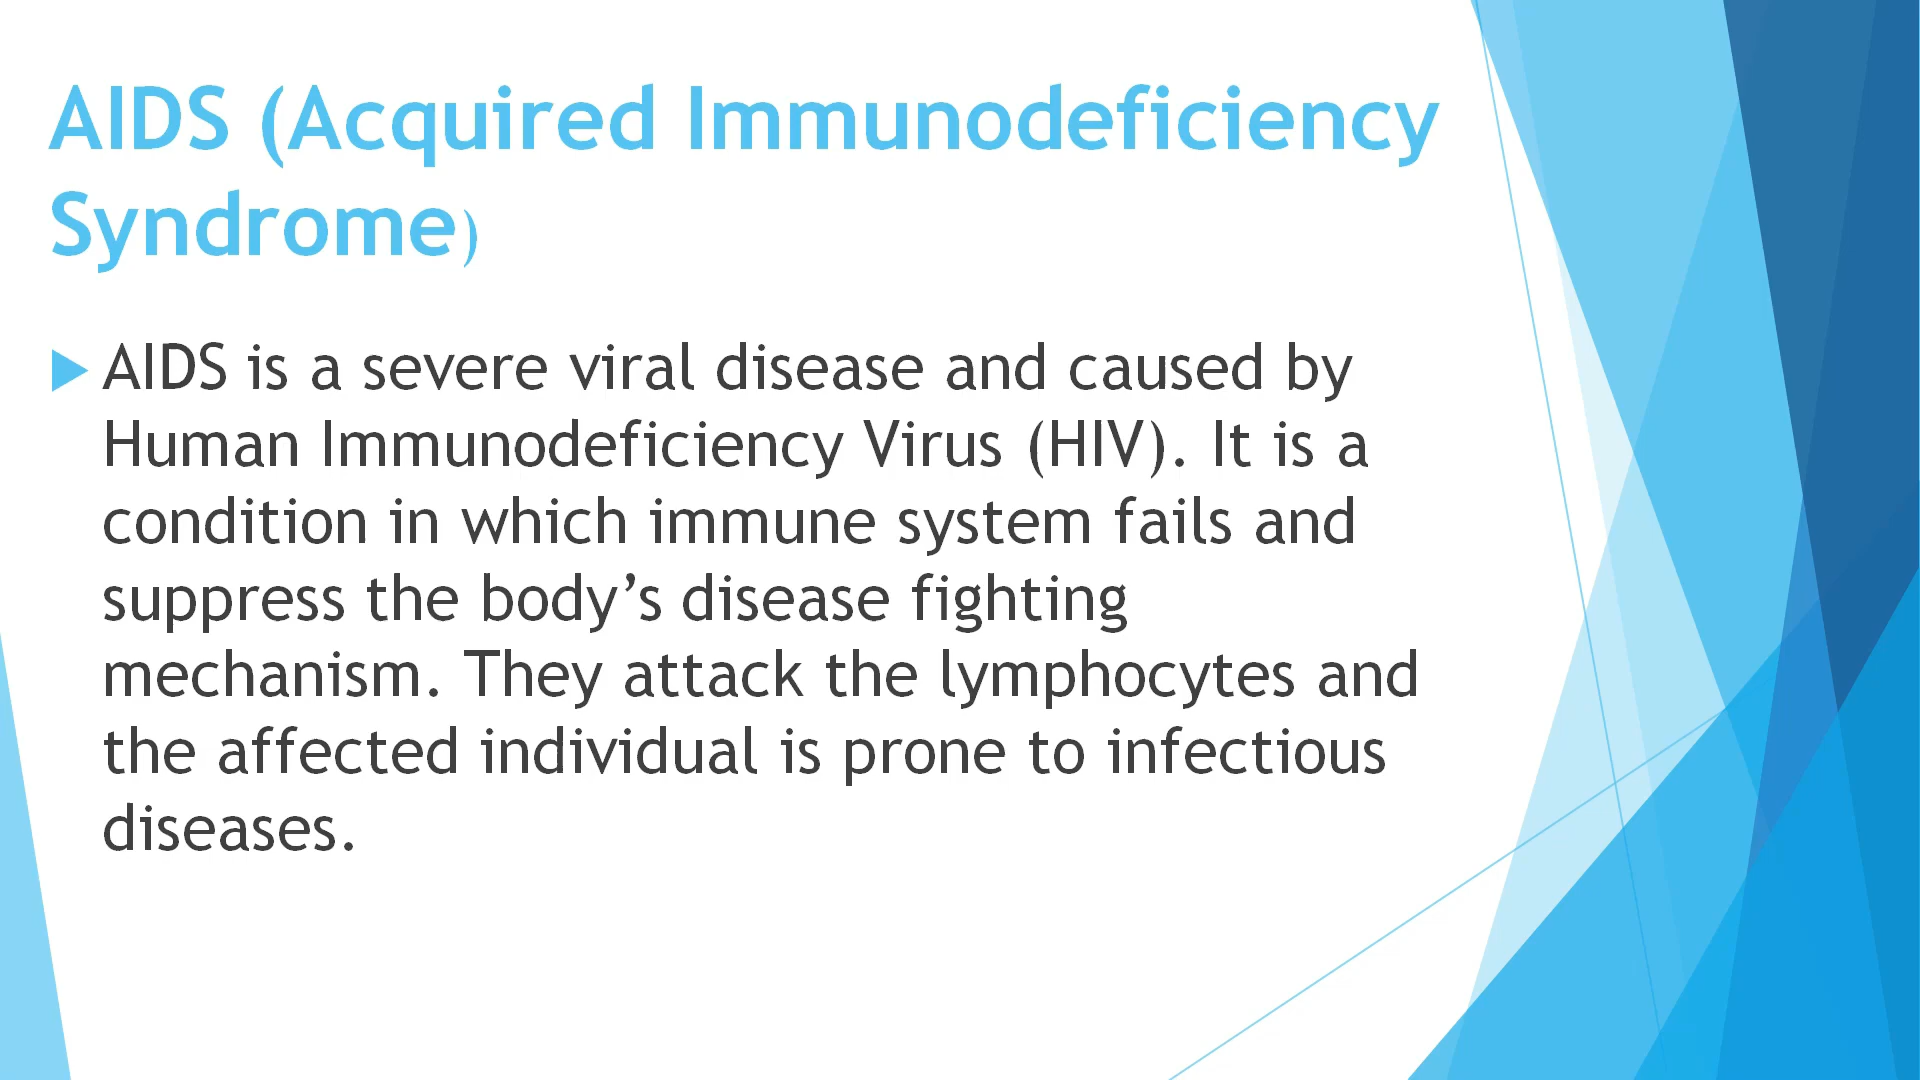 AIDS (Acquired Immunodeficiency
Syndrome)
AIDS is a severe viral disease and caused by
Human Immunodeficiency Virus (HIV). It is a
condition in which immune system fails and
suppress the body’s disease fighting
mechanism. They attack the lymphocytes and
the affected individual is prone to infectious
diseases.